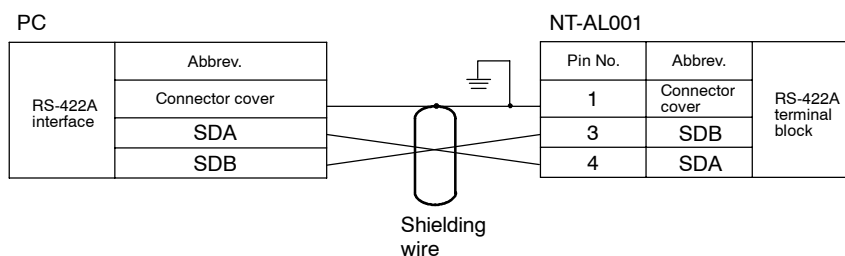 PC
NT-AL001
Abbrev.
Connector cover
RS-422A
interface
SDA
SDB
Pin No.
Abbrev.
1
Connector
cover
3
SDB
4
SDA
RS-422A
terminal
block
Shielding
wire